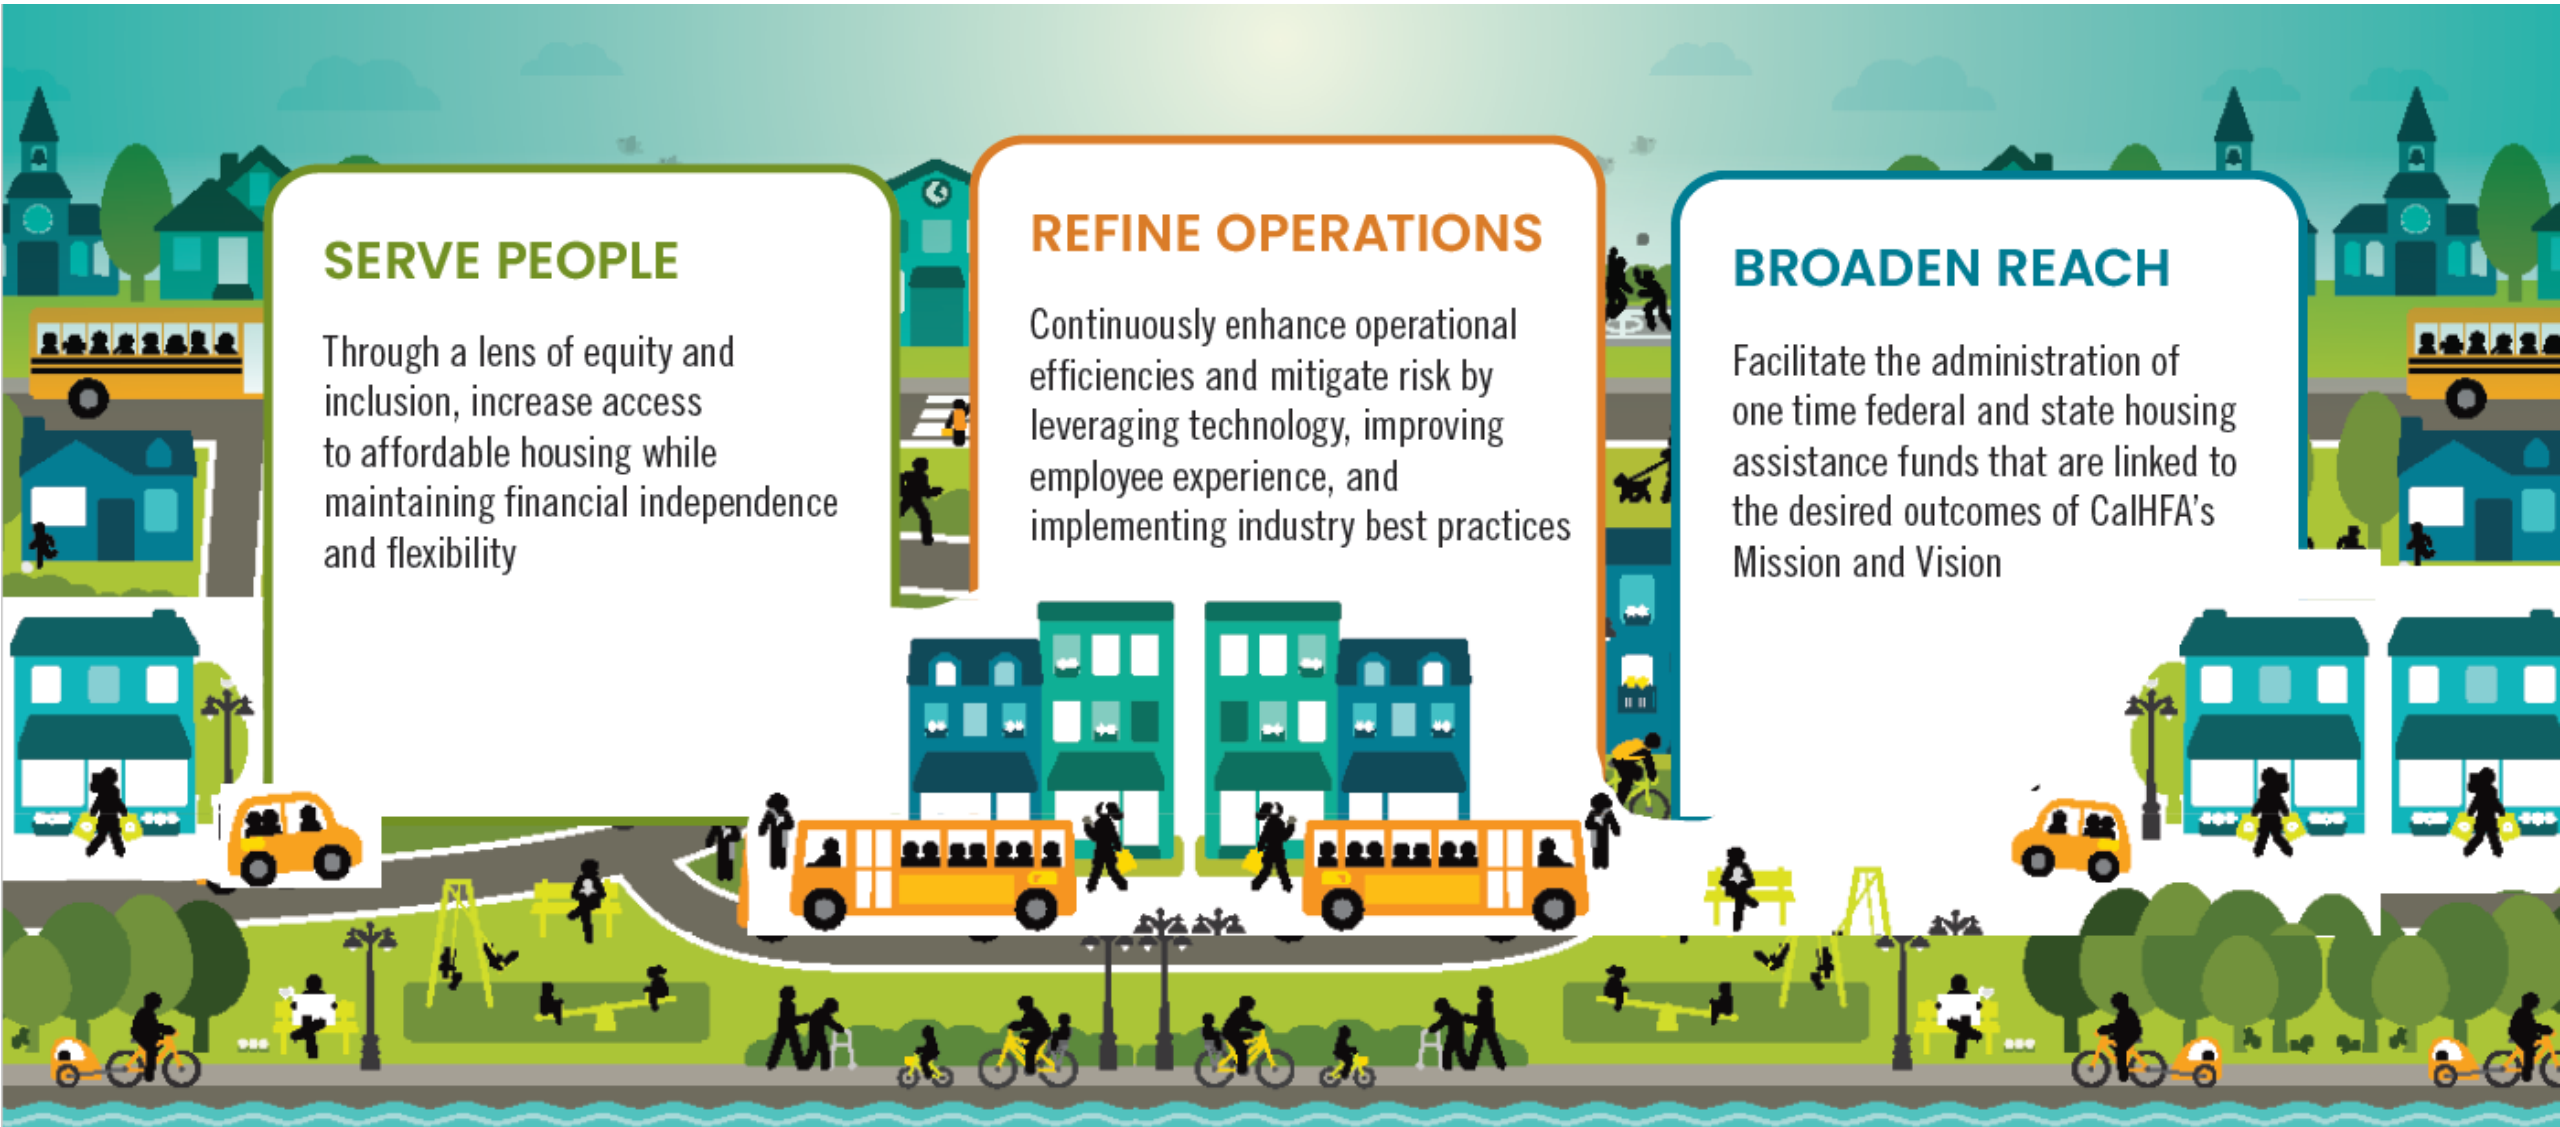 SERVE PEOPLE
Through a lens of equity and
inclusion, increase access
to affordable housing while
maintaining financial independence
and flexibility
REFINE OPERATIONS
Continuously enhance operational
efficiencies and mitigate risk by
leveraging technology, improving
employee experience, and
implementing industry best practices
BROADEN REACH
Facilitate the administration of
one time federal and state housing
assistance funds that are linked to
the desired outcomes of CalHFA's
Mission and Vision